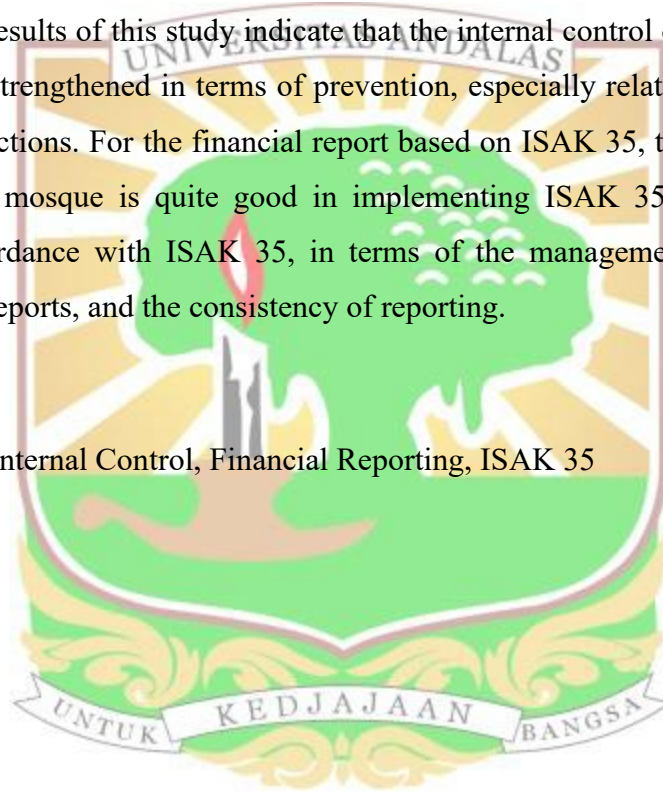 esults of this study indicate that the internal control
UNIVERSITAS ANDALAS
trengthened in terms of prevention, especially relat
ctions. For the financial report based on ISAK 35, t
mosque is quite good in implementing ISAK 35
rdance with ISAK 35, in terms of the manageme
eports, and the consistency of reporting.
nternal Control, Financial Reporting, ISAK 35
UNTUK KEDJAJAAN BANGSA